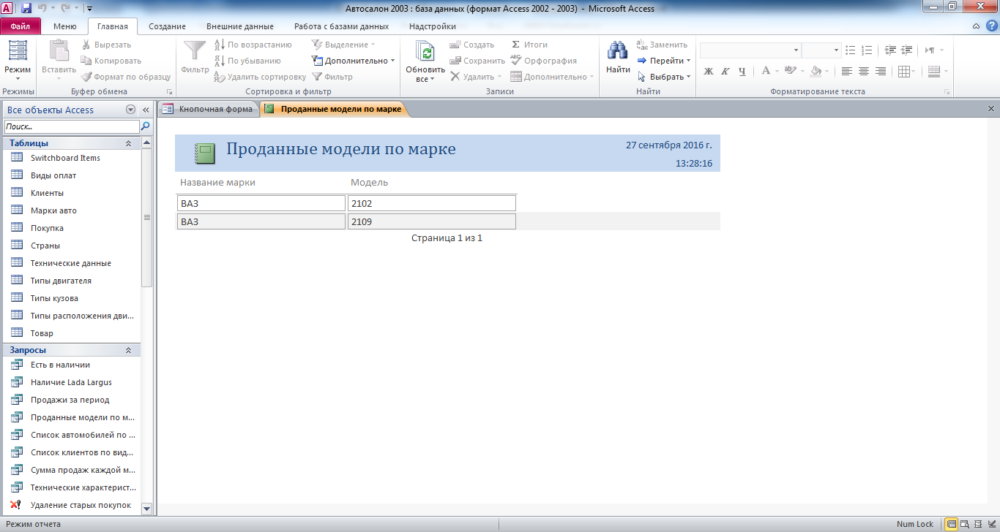 Автосалон 2003 : база данных (формат Access 2002 - 2003) - Microsoft Access
Файл Меню Главная Создание Внешние данные Работа с базами данных Надстройки
Режим
Режимы
Вставить
Вырезать
Копировать
Формат по образцу
Буфер обмена
Фильтр
По возрастанию
По убыванию
Удалить сортировку
Выделение
Дополнительно
Фильтр
Сортировка и фильтр
Обновить
все
Создать
Сохранить
Удалить
Итоги
Орфография
Дополнительно
Записи
Найти
Заменить
Перейти
Выбрать
Найти
Ж К Ч А
Форматирование текста
Все объекты Access
Поиск...
Таблицы
Switchboard Items
Виды оплат
Клиенты
Марки авто
Покупка
Страны
Технические данные
Типы двигателя
Типы кузова
Типы расположения дви...
Товар
Запросы
Есть в наличии
Наличие Lada Largus
Продажи за период
Проданные модели по м...
Список автомобилей по ...
Список клиентов по вид...
Сумма продаж каждой м...
Технические характерист...
Удаление старых покупок
Кнопочная форма Проданные модели по марке
Проданные модели по марке
27 сентября 2016 г.
13:28:16
Название марки Модель
ВАЗ 2102
ВАЗ 2109
Страница 1 из 1
Режим отчета Num Lock